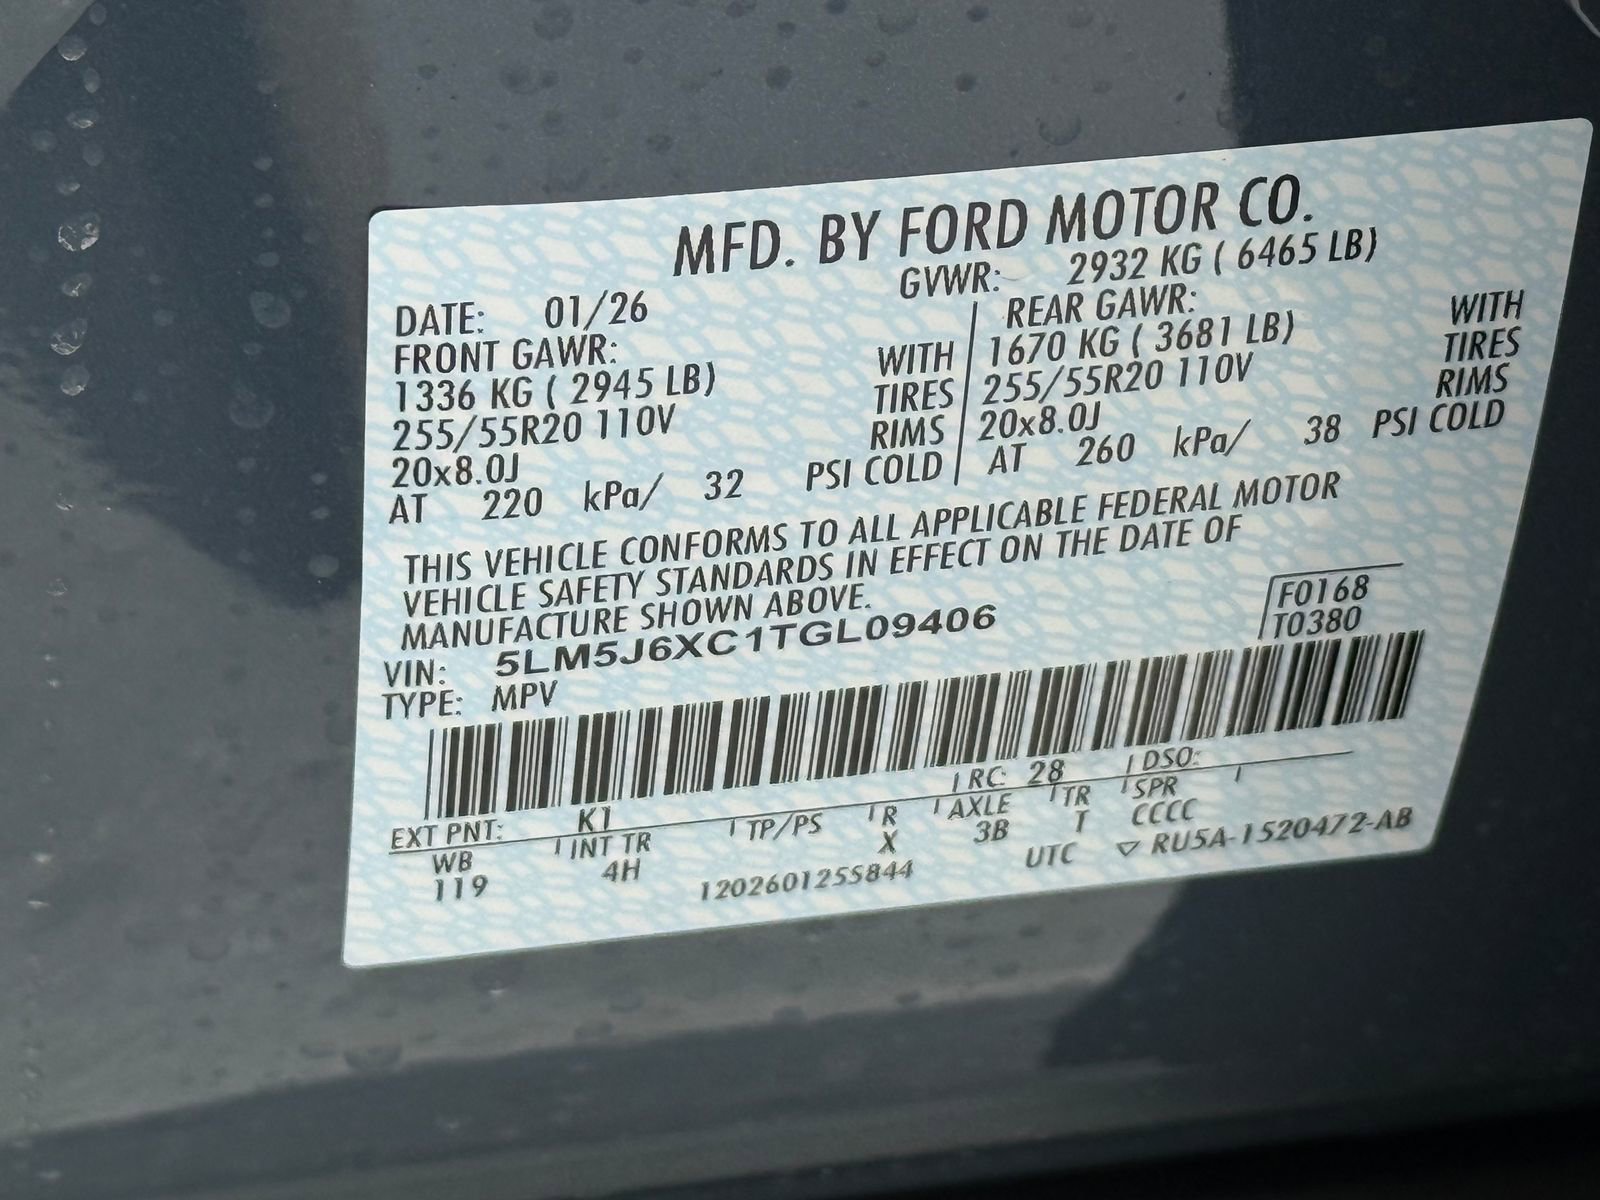 MFD. BY FORD MOTOR CO.
DATE: 01/26 GVWR: 2932 KG ( 6465 LB)
FRONT GAWR:
1336 KG ( 2945 LB) WITH
255/55R20 110V TIRES
20x8.0J RIMS
AT 220 kPa/ 32 PSI COLD
REAR GAWR:
1670 KG ( 3681 LB) WITH
255/55R20 110V TIRES
20x8.0J RIMS
AT 260 kPa/ 38 PSI COLD
THIS VEHICLE CONFORMS TO ALL APPLICABLE FEDERAL MOTOR
VEHICLE SAFETY STANDARDS IN EFFECT ON THE DATE OF
MANUFACTURE SHOWN ABOVE.
VIN: 5LM5J6XC1TGL09406
TYPE: MPV
F0168
T0380
EXT PNT: K1 RC: 28 DSO:
WB INT TR TP/PS R AXLE TR SPR
119 4H X 3B T CCCC
120260125S844 UTC ▽ RU5A-1520472-AB